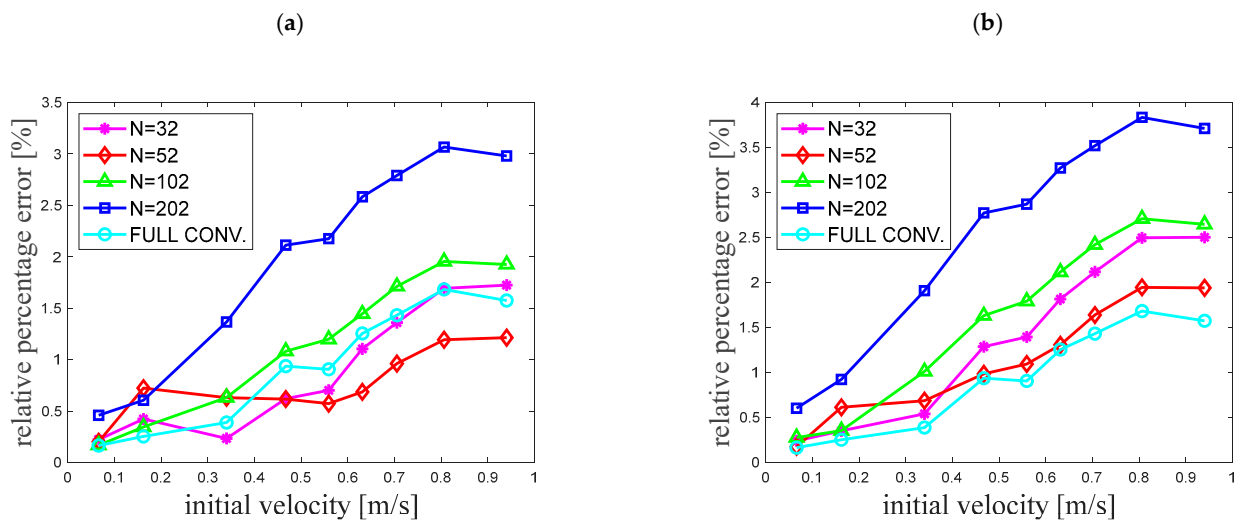 (a)
3.5
3
2.5
2
1.5
1
0.5
0
0 0.1 0.2 0.3 0.4 0.5 0.6 0.7 0.8 0.9 1
relative percentage error [%]
initial velocity [m/s]
N=32
N=52
N=102
N=202
FULL CONV.
(b)
4
3.5
3
2.5
2
1.5
1
0.5
0
0 0.1 0.2 0.3 0.4 0.5 0.6 0.7 0.8 0.9 1
relative percentage error [%]
initial velocity [m/s]
N=32
N=52
N=102
N=202
FULL CONV.